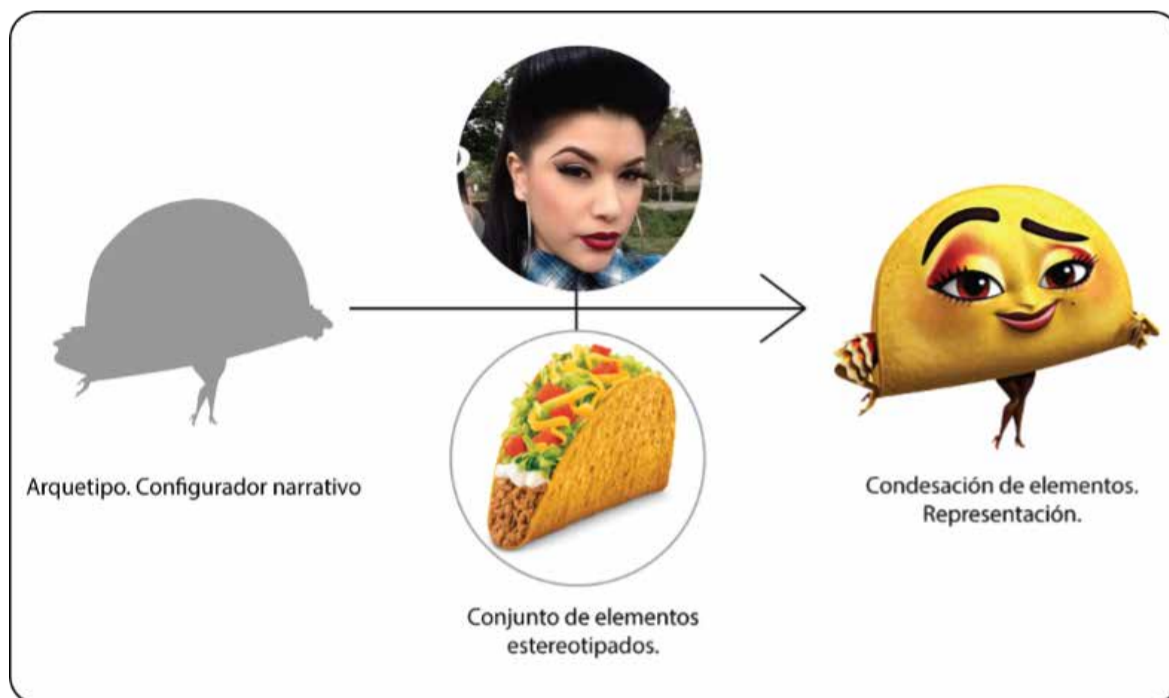 Arquetipo. Configurador narrativo
Conjunto de elementos
estereotipados.
Condesación de elementos.
Representación.